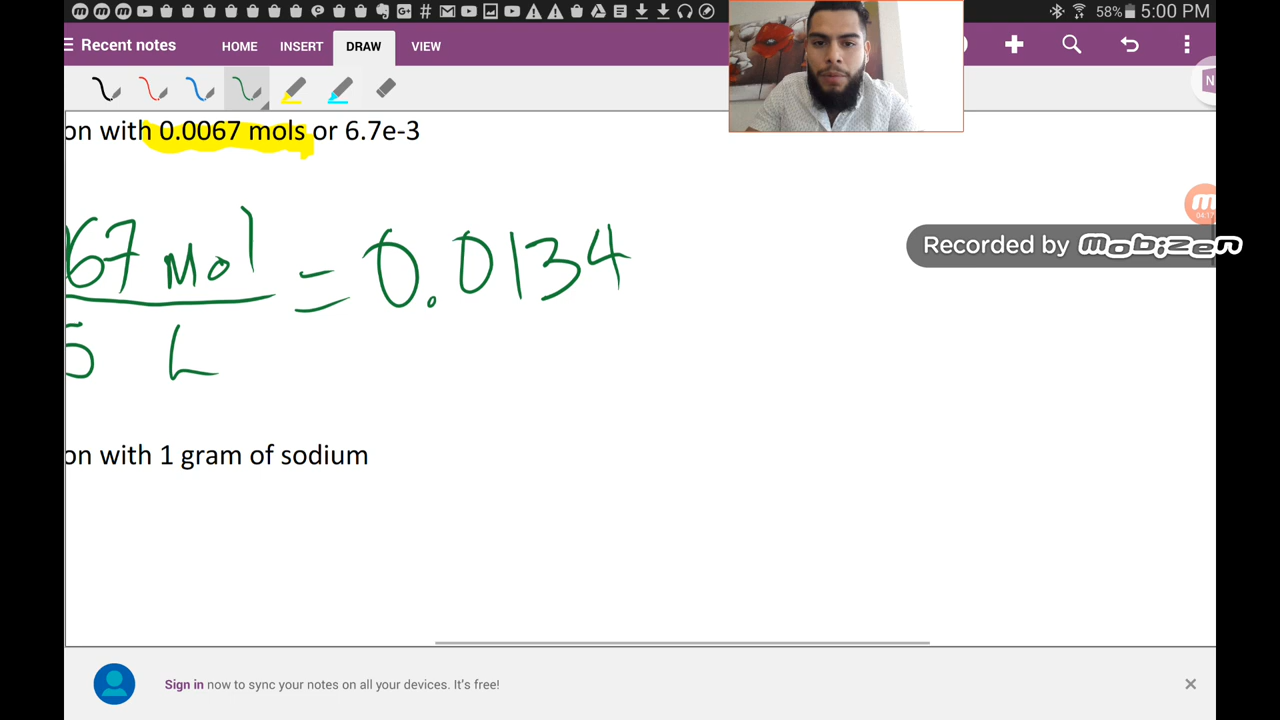 58% 5:00 PM
Recent notes HOME INSERT DRAW VIEW
N
on with 0.0067 mols or 6.7e-3
67 mol = 0.0134
5 L
04:17
Recorded by mobizen
on with 1 gram of sodium
Sign in now to sync your notes on all your devices. It's free!